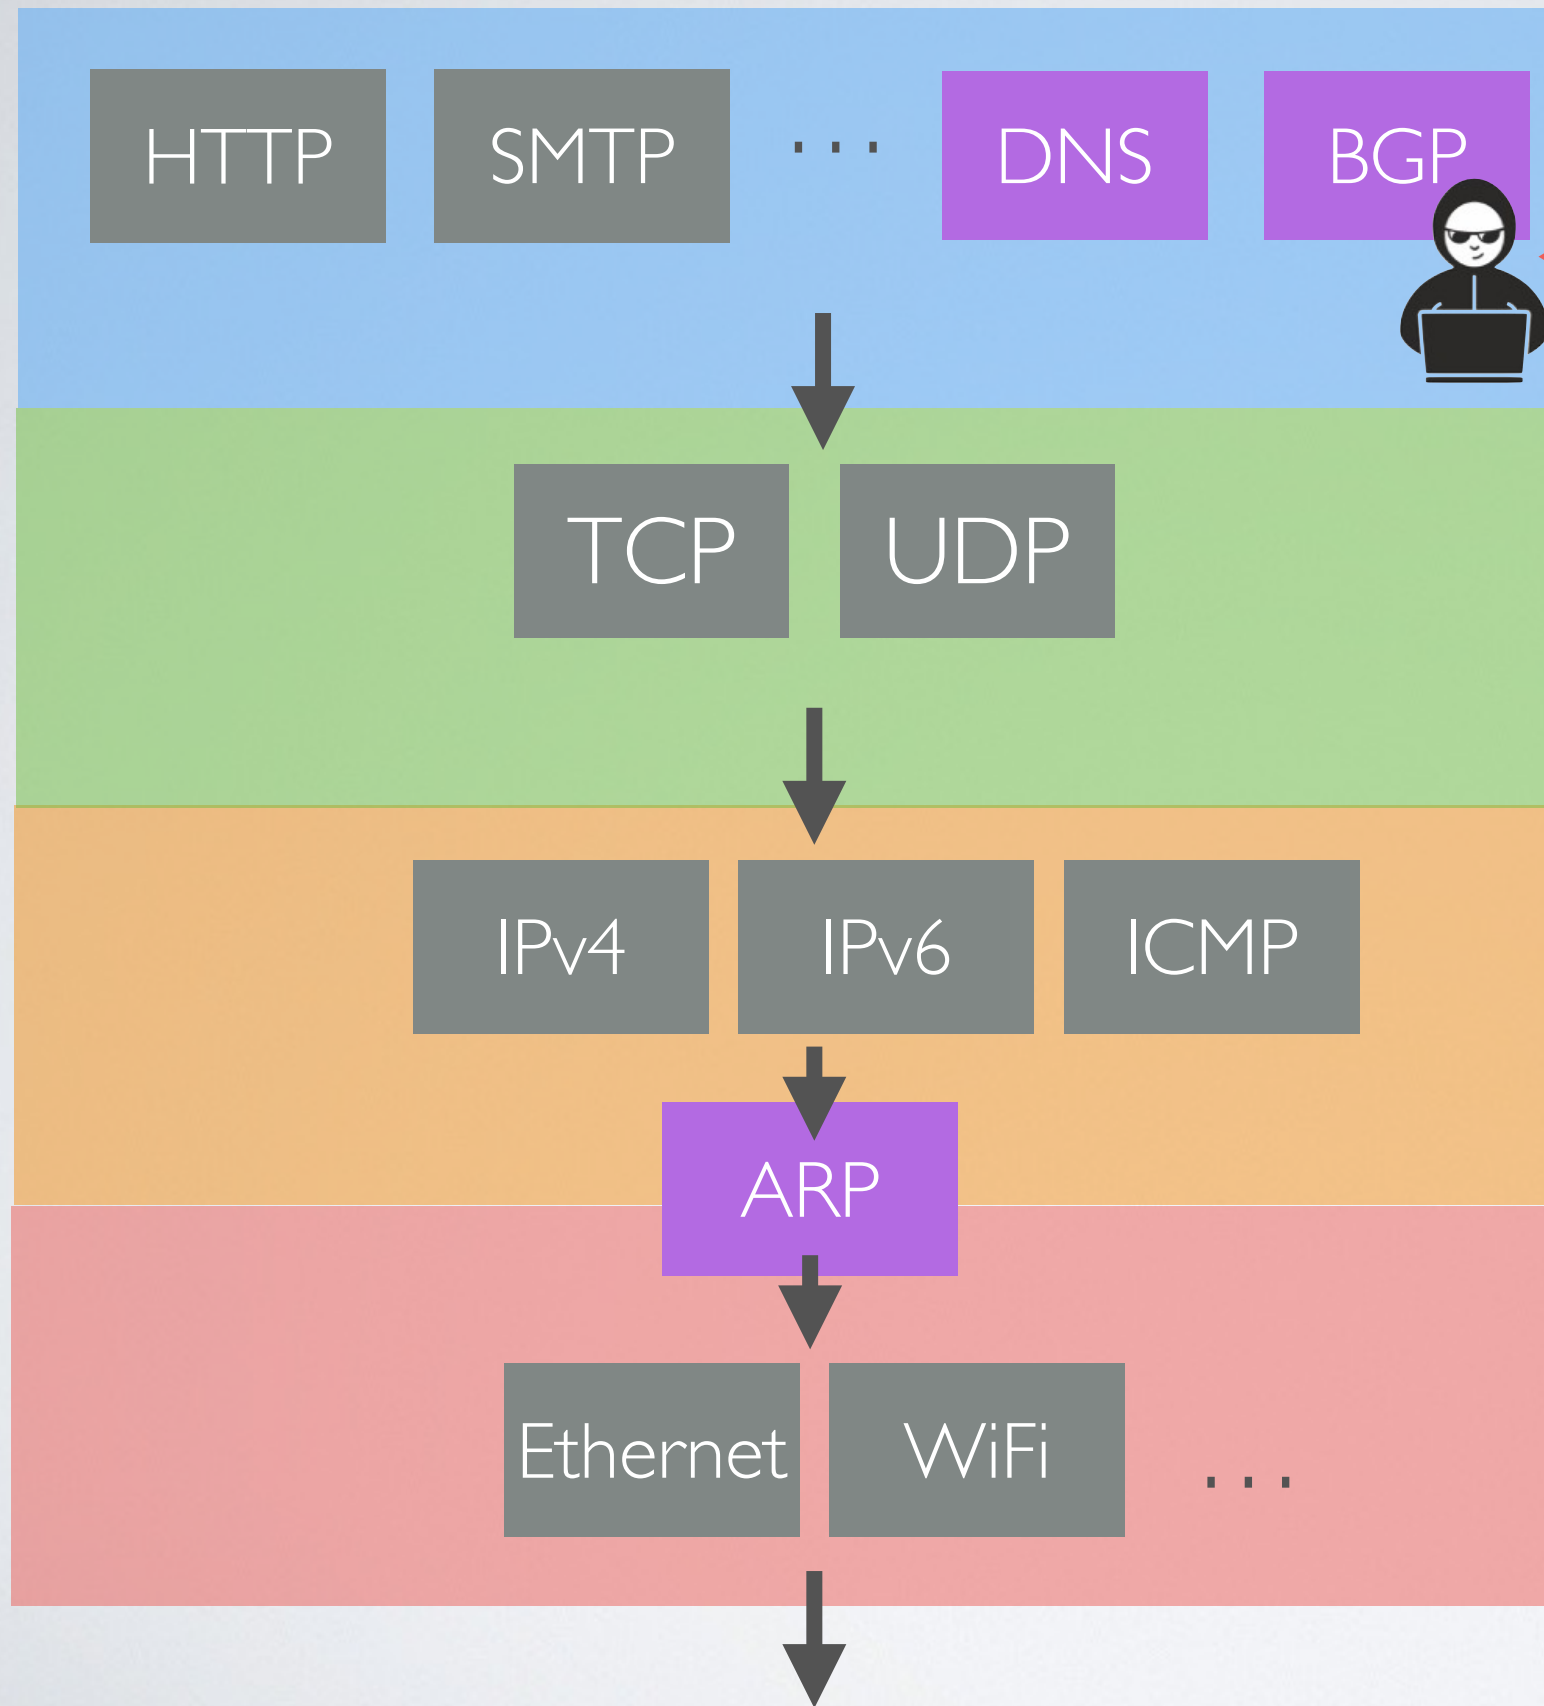 HTTP SMTP ... DNS BGP
TCP UDP
IPv4 IPv6 ICMP
ARP
Ethernet WiFi ...